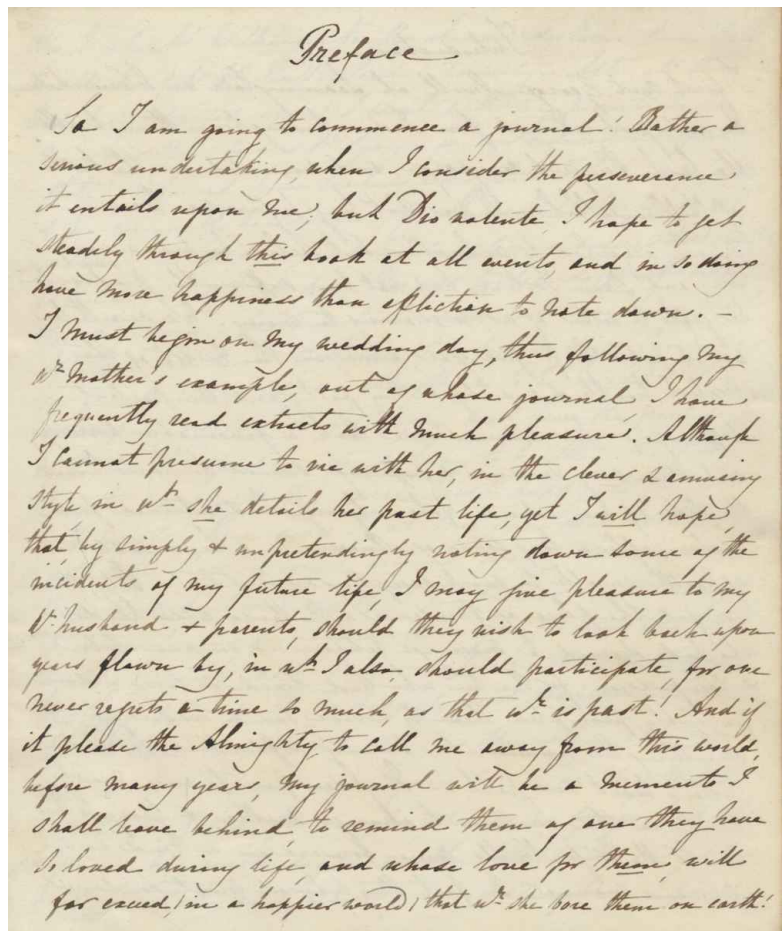 Preface
So I am going to commence a journal! Rather a
serious undertaking, when I consider the perseverance
it entails upon me; but Dio volente, I hope to get
steadily through this book at all events, and in so doing
have more happiness than afliction to note down. –
I must begin on my wedding day, thus following my
dr. Mother's example, out of whose journal, I have
frequently read extracts with much pleasure. Although
I cannot presume to vie with her, in the clever & amusing
style in wh. she details her past life, yet I will hope,
that, by simply & unpretendingly noting down some of the
incidents of my future life, I may give pleasure to my
dr. husband & parents, should they wish to look back upon
years flown by, in wh. I also, should participate, for one
never regrets a time so much, as that wh. is past! And if
it please the Almighty, to call me away from this world,
before many years, my journal will be a memento I
shall leave behind, to remind them of one they have
so loved during life, and whose love for them, will
far exceed, (in a happier world) that wh. she bore them on earth!